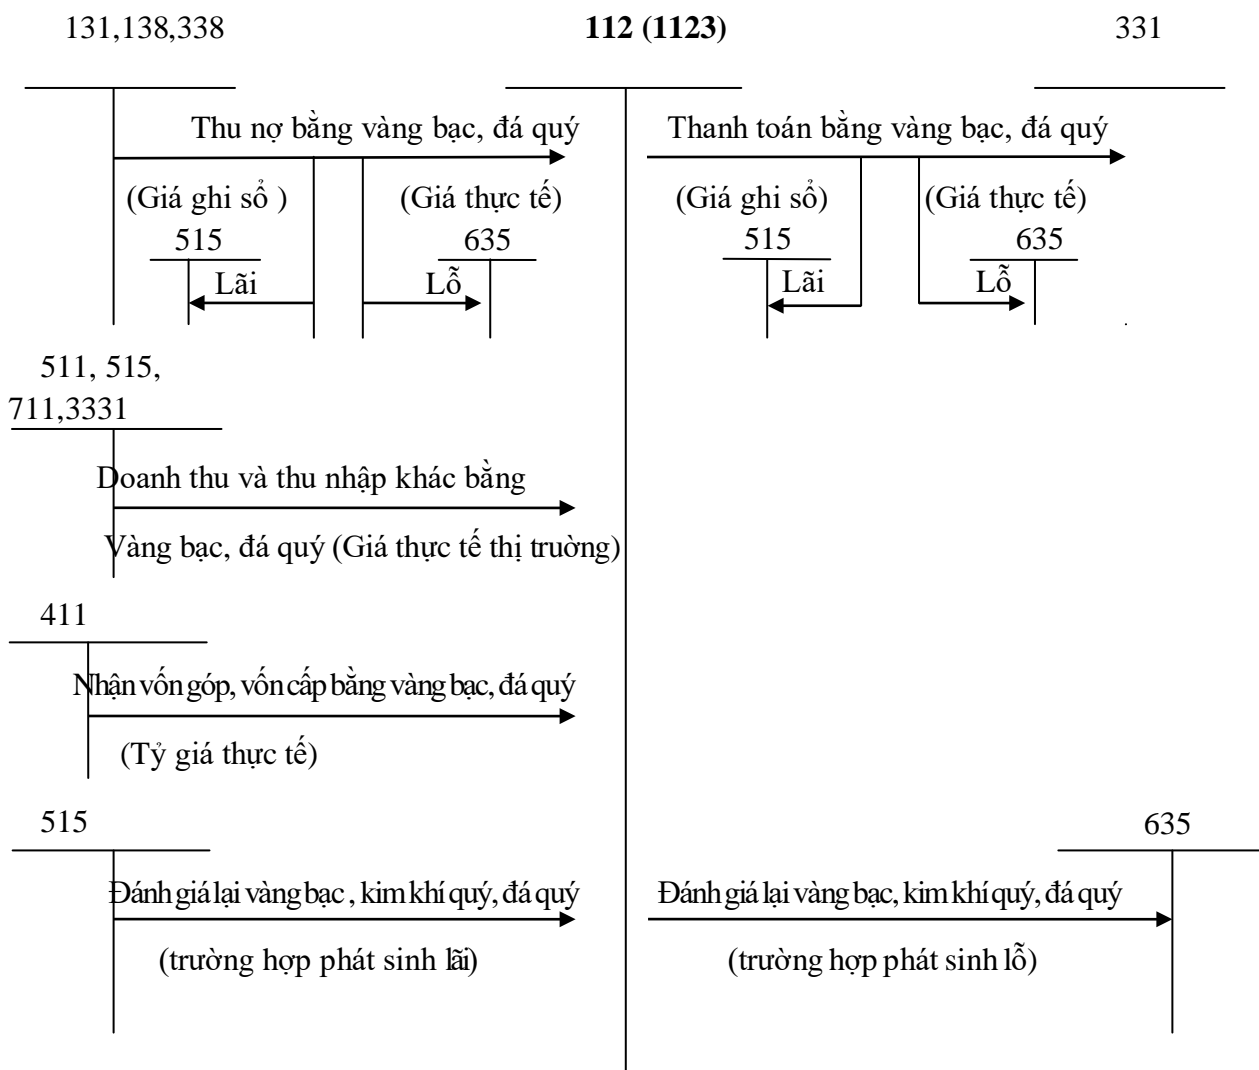 131,138,338
112 (1123)
331
Thu nợ bằng vàng bạc, đá quý
Thanh toán bằng vàng bạc, đá quý
(Giá ghi sổ )
(Giá thực tế)
(Giá ghi sổ)
(Giá thực tế)
515
635
515
635
Lãi
Lỗ
Lãi
Lỗ
511, 515,
711,3331
Doanh thu và thu nhập khác bằng
Vàng bạc, đá quý (Giá thực tế thị truờng)
411
Nhận vốn góp, vốn cấp bằng vàng bạc, đá quý
(Tỷ giá thực tế)
515
635
Đánh giá lại vàng bạc , kim khí quý, đá quý
Đánh giá lại vàng bạc, kim khí quý, đá quý
(trường hợp phát sinh lãi)
(trường hợp phát sinh lỗ)